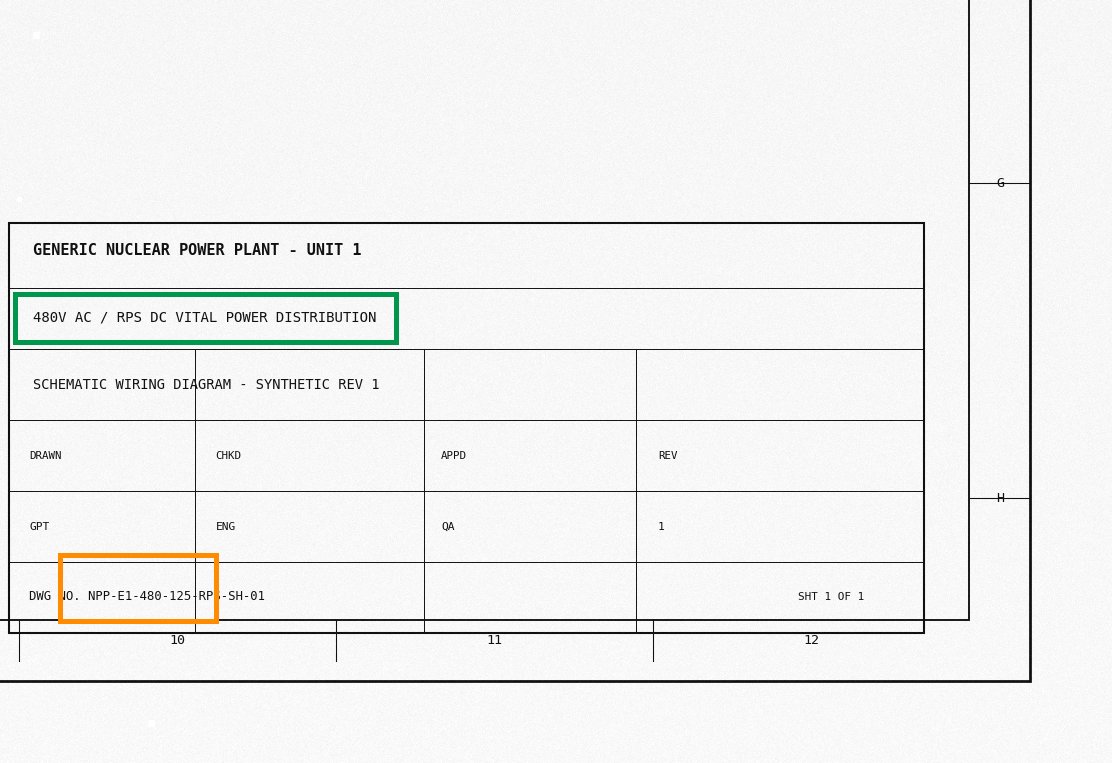 G
GENERIC NUCLEAR POWER PLANT - UNIT 1
480V AC / RPS DC VITAL POWER DISTRIBUTION
SCHEMATIC WIRING DIAGRAM - SYNTHETIC REV 1
DRAWN CHKD APPD REV
H
GPT ENG QA 1
DWG NO. NPP-E1-480-125-RPS-SH-01 SHT 1 OF 1
10 11 12